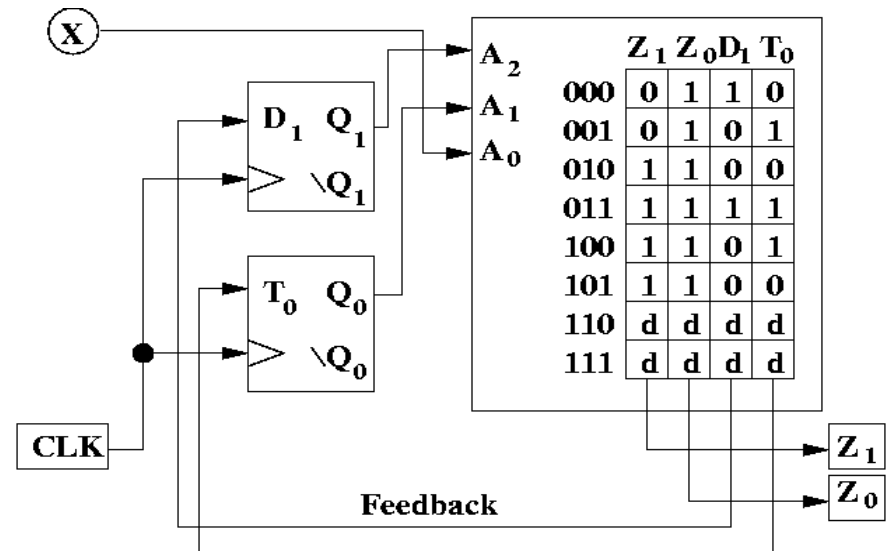 X
Z1 Z0 D1 T0
A2
A1
A0
000 0 1 1 0
001 0 1 0 1
010 1 1 0 0
011 1 1 1 1
100 1 1 0 1
101 1 1 0 0
110 d d d d
111 d d d d
D1 Q1
\Q1
T0 Q0
\Q0
CLK
Z1
Z0
Feedback